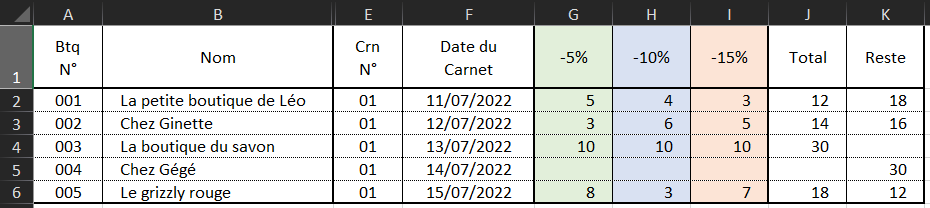 A B E F G H I J K
1 Btq N° Nom Crn N° Date du Carnet -5% -10% -15% Total Reste
2 001 La petite boutique de Léo 01 11/07/2022 5 4 3 12 18
3 002 Chez Ginette 01 12/07/2022 3 6 5 14 16
4 003 La boutique du savon 01 13/07/2022 10 10 10 30
5 004 Chez Gégé 01 14/07/2022 30
6 005 Le grizzly rouge 01 15/07/2022 8 3 7 18 12